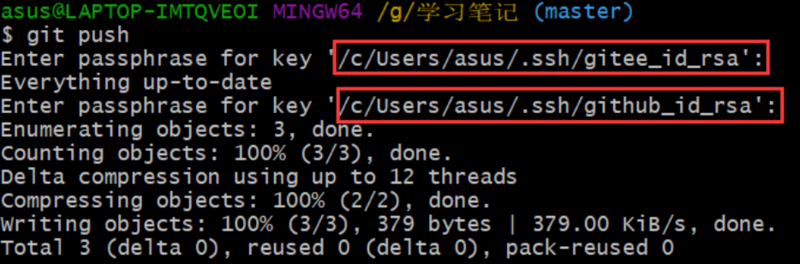 asus@LAPTOP-IMTQVEOI MINGW64 /g/学习笔记 (master)
$ git push
Enter passphrase for key '/c/Users/asus/.ssh/gitee_id_rsa':
Everything up-to-date
Enter passphrase for key '/c/Users/asus/.ssh/github_id_rsa':
Enumerating objects: 3, done.
Counting objects: 100% (3/3), done.
Delta compression using up to 12 threads
Compressing objects: 100% (2/2), done.
Writing objects: 100% (3/3), 379 bytes | 379.00 KiB/s, done.
Total 3 (delta 0), reused 0 (delta 0), pack-reused 0